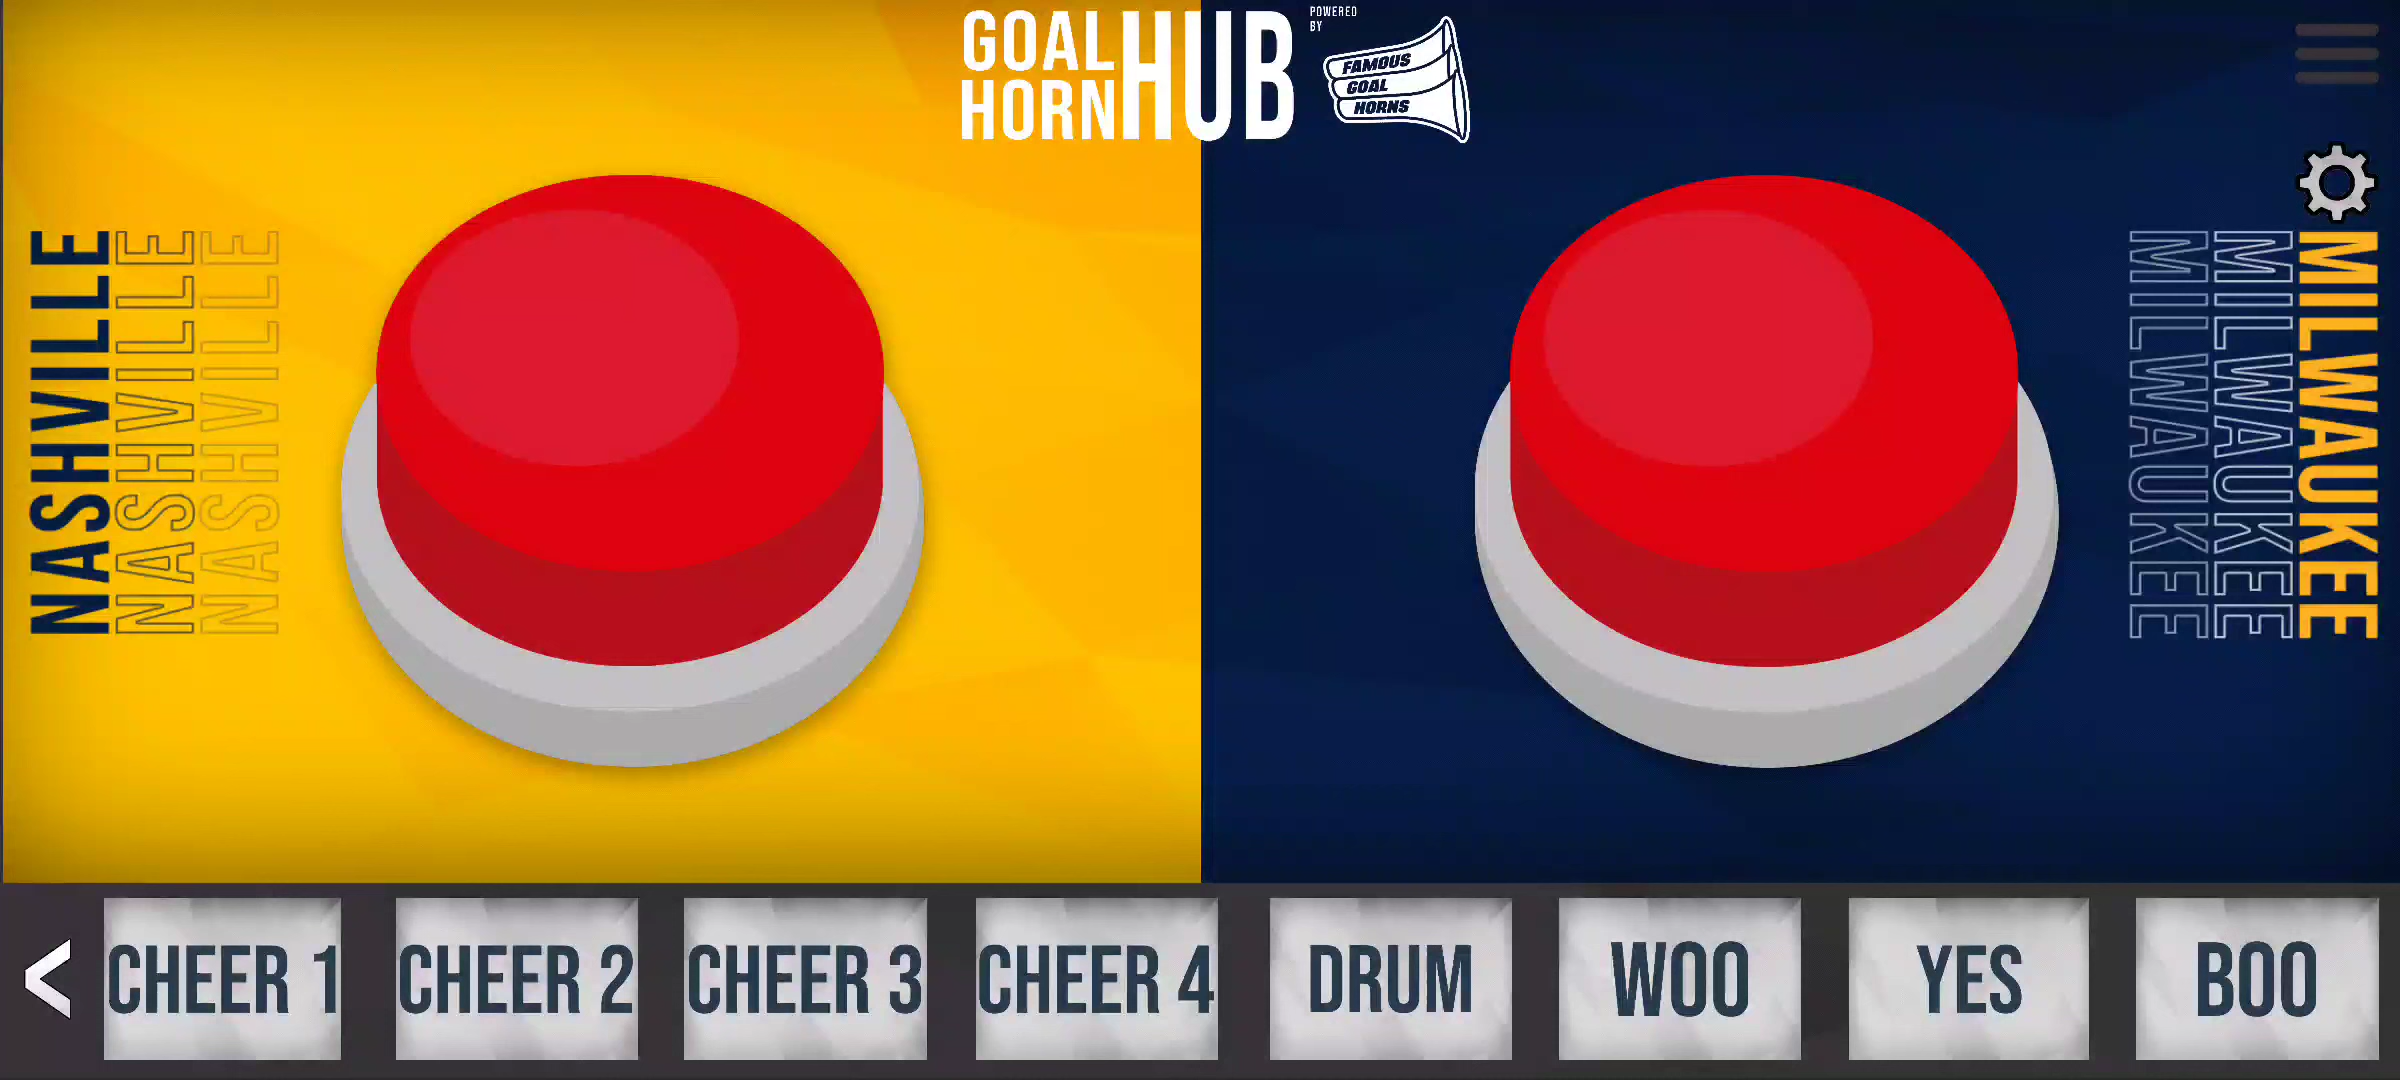 GOAL
HORN
HUB
POWERED
BY
FAMOUS
GOAL
HORNS
NASHVILLE
NASHVILLE
NASHVILLE
MILWAUKEE
MILWAUKEE
MILWAUKEE
CHEER 1
CHEER 2
CHEER 3
CHEER 4
DRUM
WOO
YES
BOO